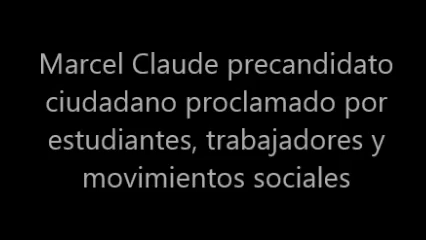 Marcel Claude precandidato
ciudadano proclamado por
estudiantes, trabajadores y
movimientos sociales